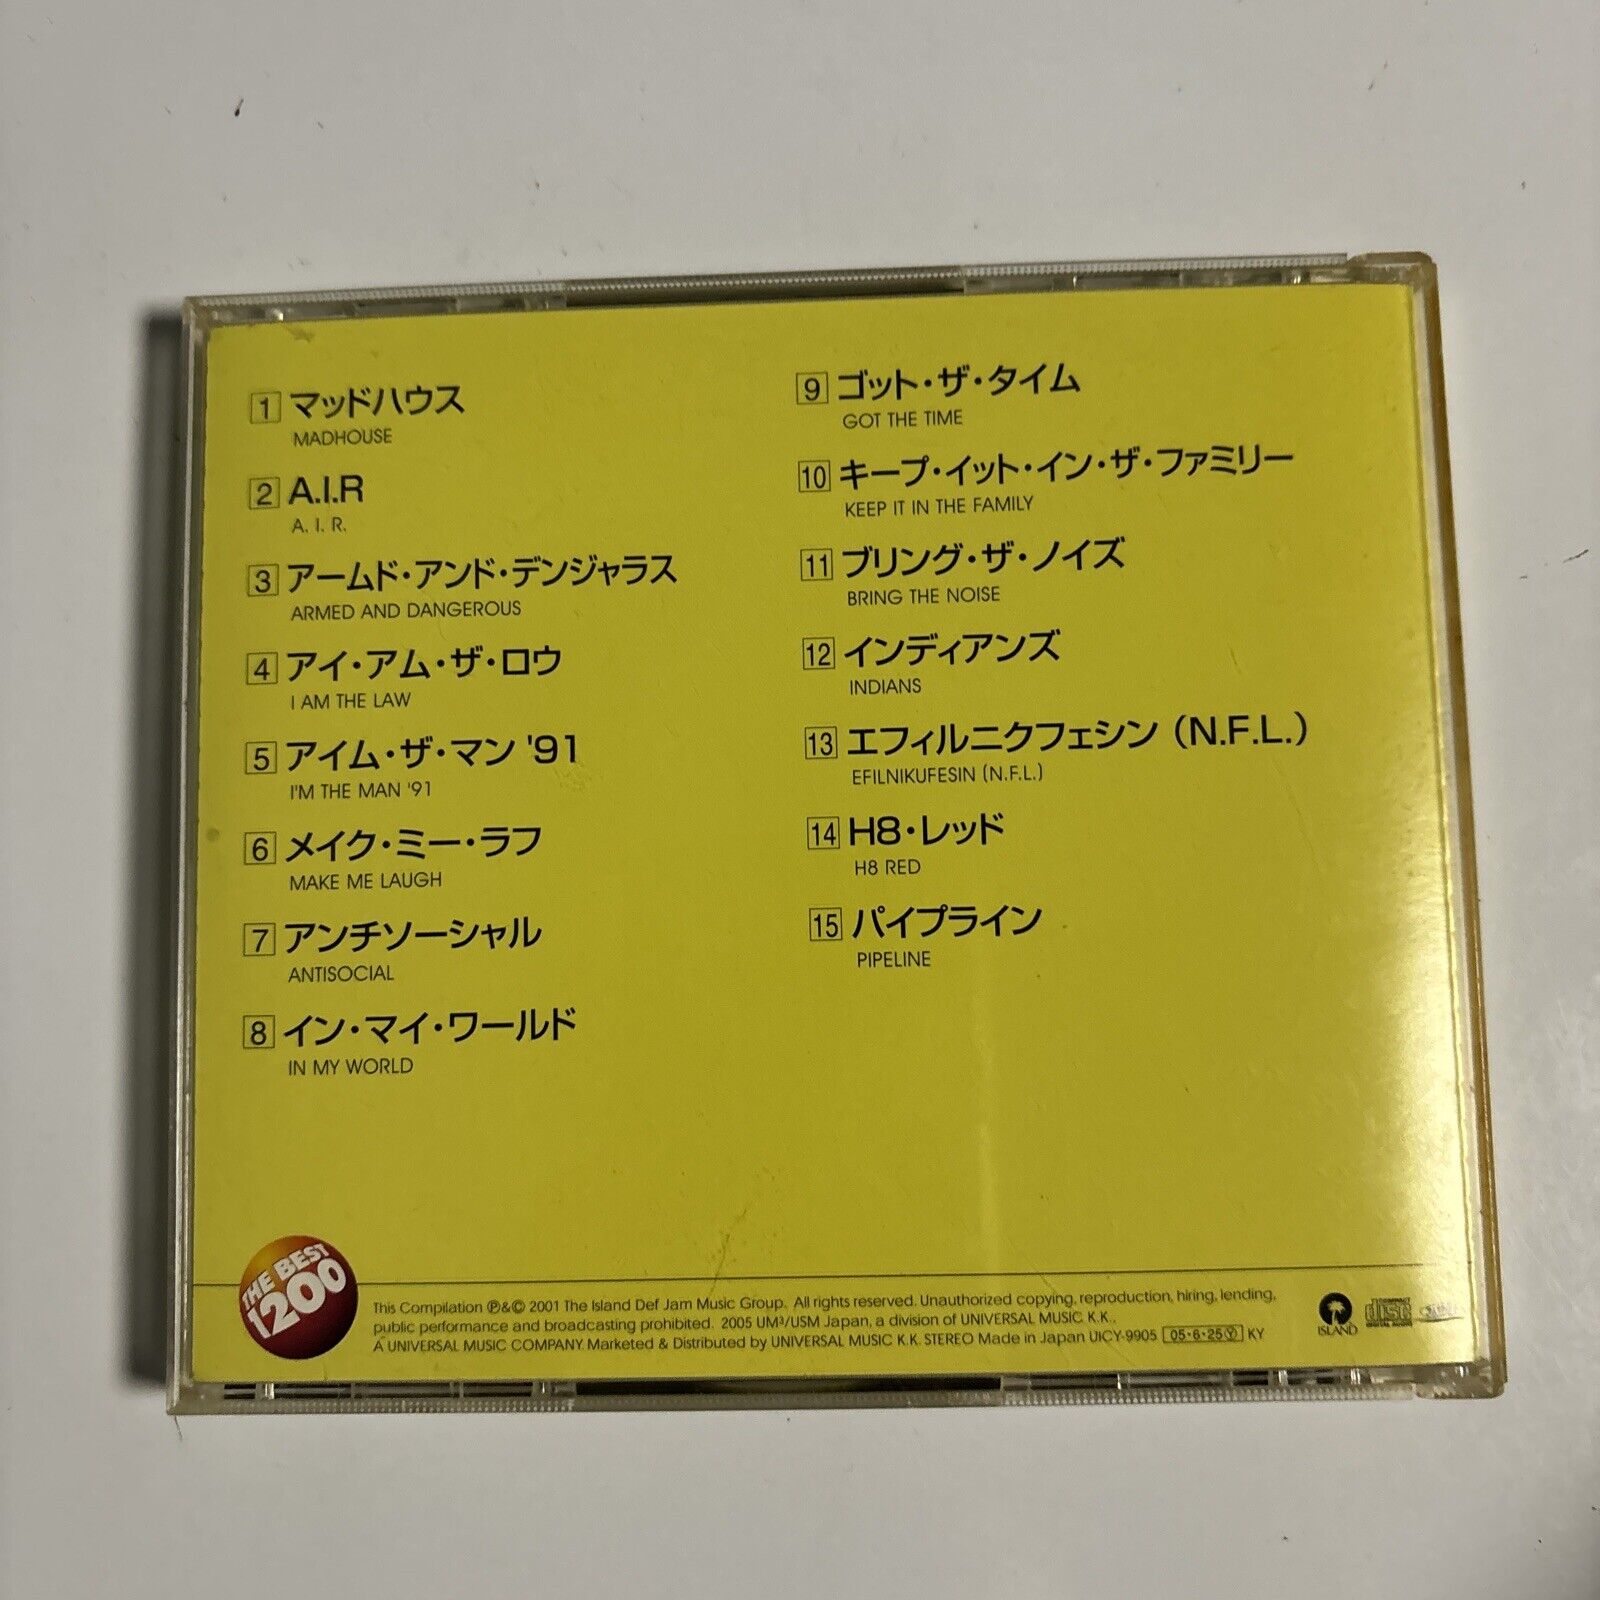 1 マッドハウス
MADHOUSE
2 A.I.R
A. I. R.
3 アームド・アンド・デンジャラス
ARMED AND DANGEROUS
4 アイ・アム・ザ・ロウ
I AM THE LAW
5 アイム・ザ・マン '91
I'M THE MAN '91
6 メイク・ミー・ラフ
MAKE ME LAUGH
7 アンチソーシャル
ANTISOCIAL
8 イン・マイ・ワールド
IN MY WORLD
9 ゴット・ザ・タイム
GOT THE TIME
10 キープ・イット・イン・ザ・ファミリー
KEEP IT IN THE FAMILY
11 ブリング・ザ・ノイズ
BRING THE NOISE
12 インディアンズ
INDIANS
13 エフィルニクフェシン (N.F.L.)
EFILNIKUFESIN (N.F.L.)
14 H8・レッド
H8 RED
15 パイプライン
PIPELINE
THE BEST
1200
This Compilation ℗&© 2001 The Island Def Jam Music Group. All rights reserved. Unauthorized copying, reproduction, hiring, lending,
public performance and broadcasting prohibited. 2005 UM³/USM Japan, a division of UNIVERSAL MUSIC K.K.,
A UNIVERSAL MUSIC COMPANY. Marketed & Distributed by UNIVERSAL MUSIC K.K. STEREO Made in Japan UICY-9905 05・6・25Ⓨ KY
ISLAND
COMPACT
disc
DIGITAL AUDIO